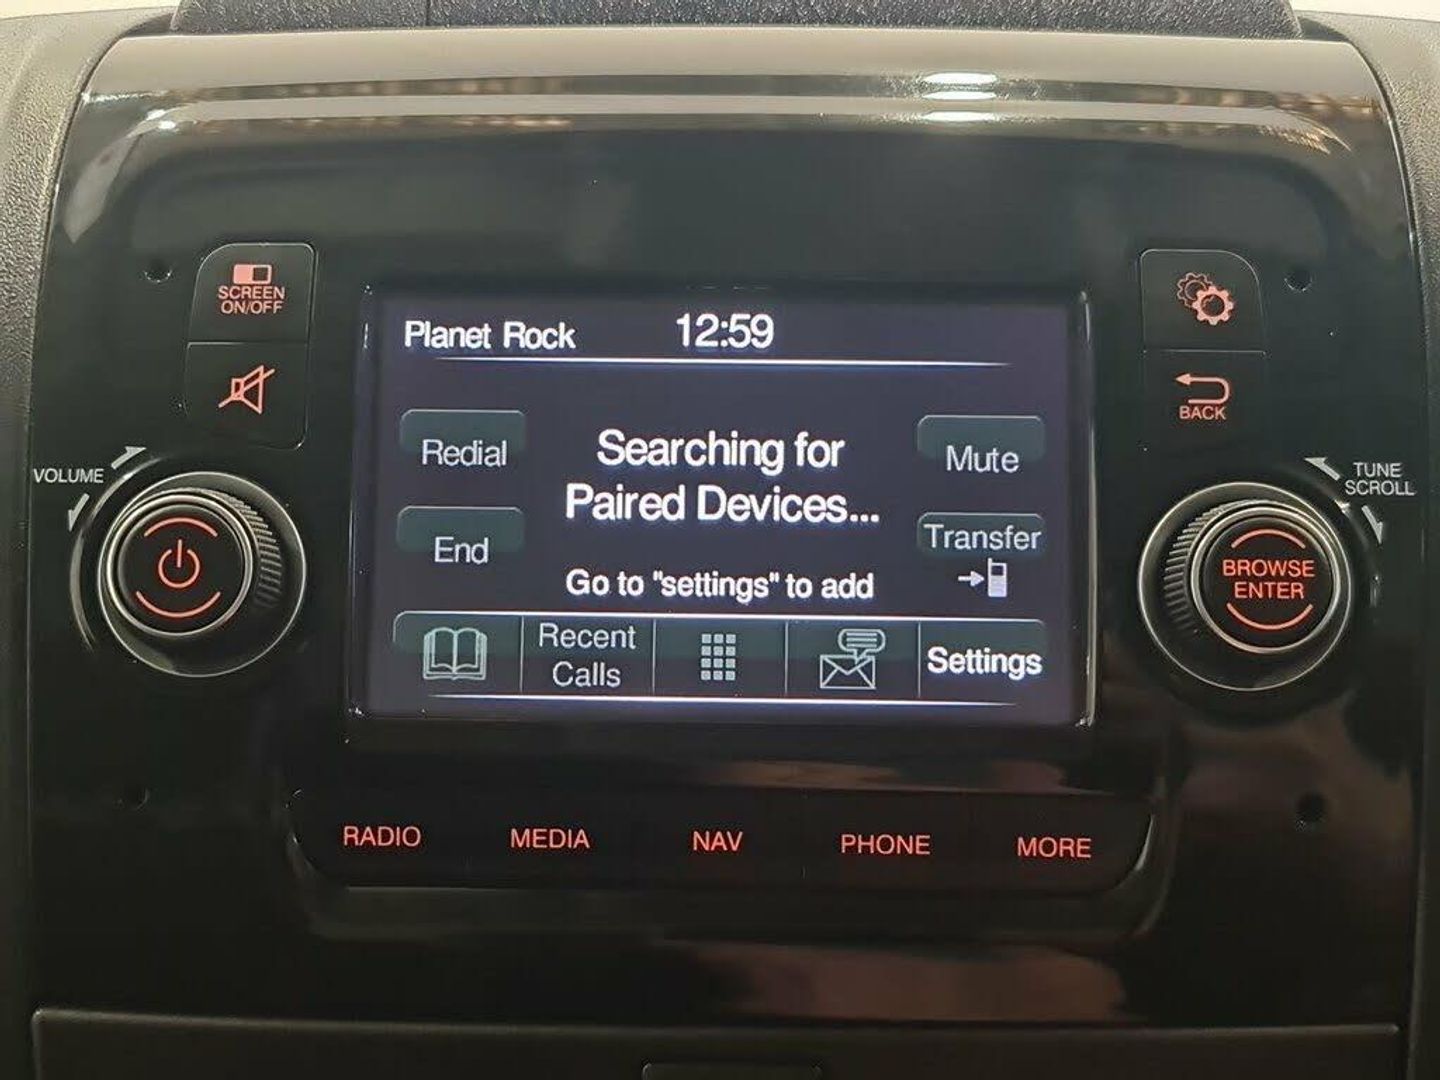 SCREEN
ON/OFF
VOLUME
Planet Rock 12:59
Redial
Searching for
Paired Devices...
Mute
End
Transfer
Go to "settings" to add
Recent
Calls
Settings
BACK
TUNE
SCROLL
BROWSE
ENTER
RADIO MEDIA NAV PHONE MORE